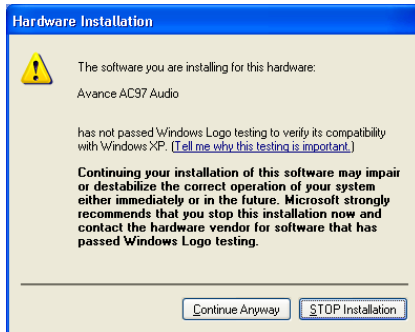 Hardware Installation
The software you are installing for this hardware:
Avance AC97 Audio
has not passed Windows Logo testing to verify its compatibility
with Windows XP. (Tell me why this testing is important.)
Continuing your installation of this software may impair
or destabilize the correct operation of your system
either immediately or in the future. Microsoft strongly
recommends that you stop this installation now and
contact the hardware vendor for software that has
passed Windows Logo testing.
Continue Anyway
STOP Installation